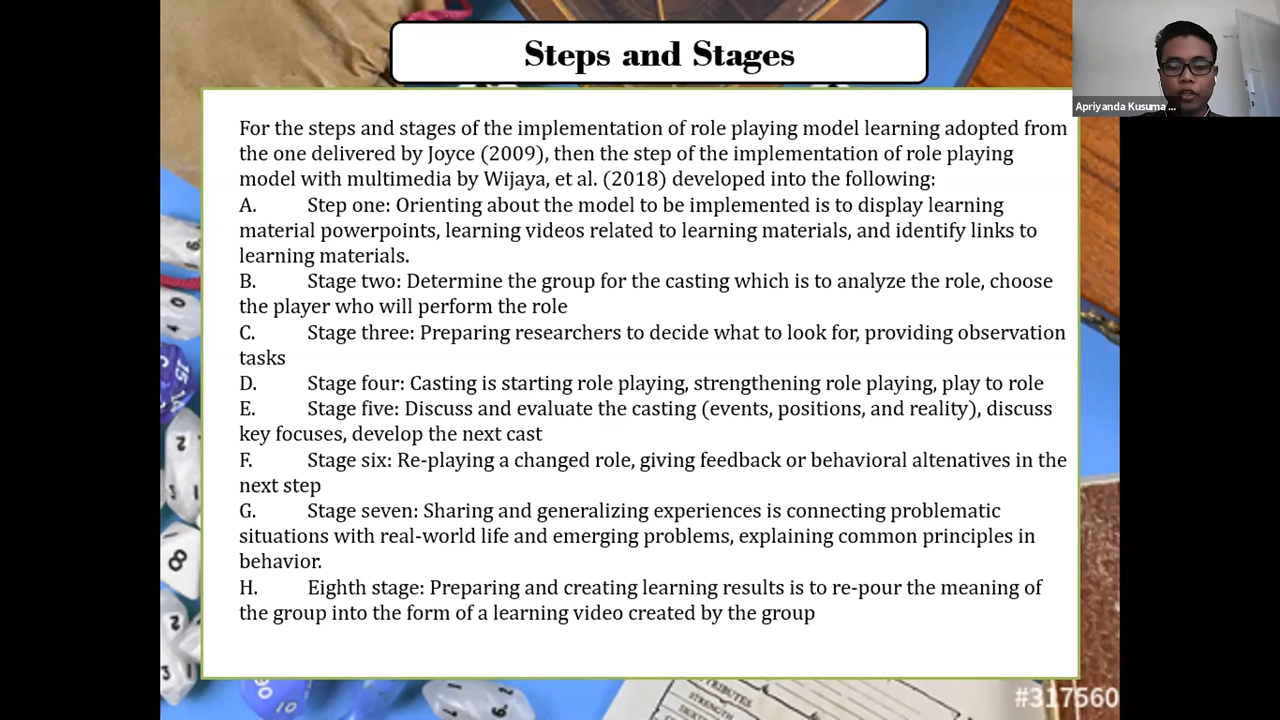 Steps and Stages
Apriyanda Kusuma ...
For the steps and stages of the implementation of role playing model learning adopted from
the one delivered by Joyce (2009), then the step of the implementation of role playing
model with multimedia by Wijaya, et al. (2018) developed into the following:
A. Step one: Orienting about the model to be implemented is to display learning
material powerpoints, learning videos related to learning materials, and identify links to
learning materials.
B. Stage two: Determine the group for the casting which is to analyze the role, choose
the player who will perform the role
C. Stage three: Preparing researchers to decide what to look for, providing observation
tasks
D. Stage four: Casting is starting role playing, strengthening role playing, play to role
E. Stage five: Discuss and evaluate the casting (events, positions, and reality), discuss
key focuses, develop the next cast
F. Stage six: Re-playing a changed role, giving feedback or behavioral altenatives in the
next step
G. Stage seven: Sharing and generalizing experiences is connecting problematic
situations with real-world life and emerging problems, explaining common principles in
behavior.
H. Eighth stage: Preparing and creating learning results is to re-pour the meaning of
the group into the form of a learning video created by the group
STRENGTH
#317560